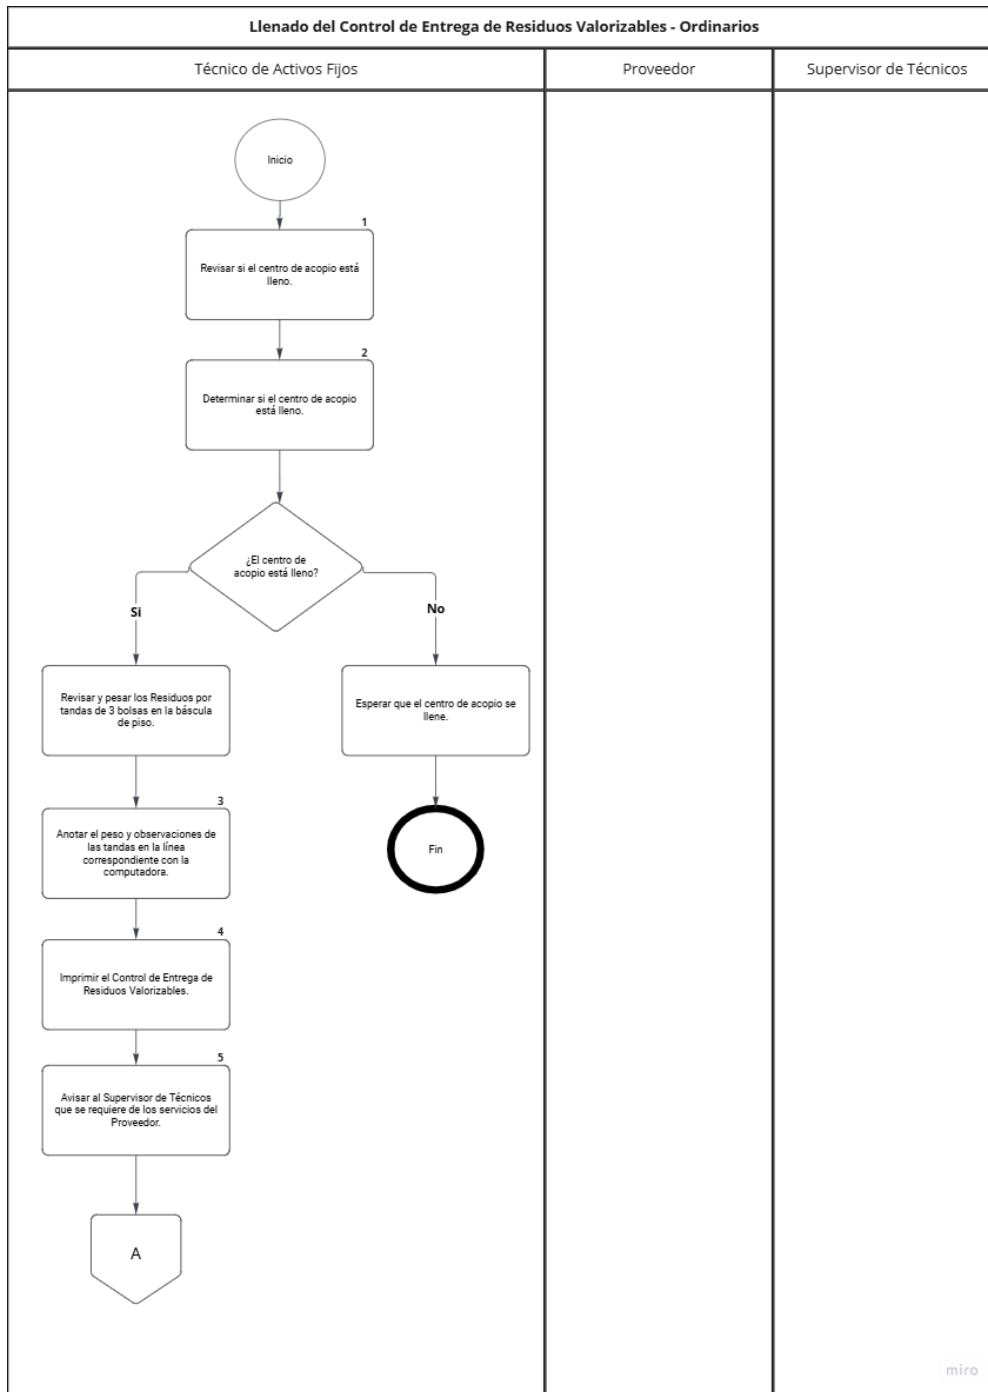 Llenado del Control de Entrega de Residuos Valorizables - Ordinarios
Técnico de Activos Fijos
Proveedor
Supervisor de Técnicos
Inicio
1
Revisar si el centro de acopio está
lleno.
2
Determinar si el centro de acopio
está lleno.
¿El centro de
acopio está lleno?
Si
No
Revisar y pesar los Residuos por
tandas de 3 bolsas en la báscula
de piso.
Esperar que el centro de acopio se
llene.
3
Anotar el peso y observaciones de
las tandas en la línea
correspondiente con la
computadora.
Fin
4
Imprimir el Control de Entrega de
Residuos Valorizables.
5
Avisar al Supervisor de Técnicos
que se requiere de los servicios del
Proveedor.
A
miro